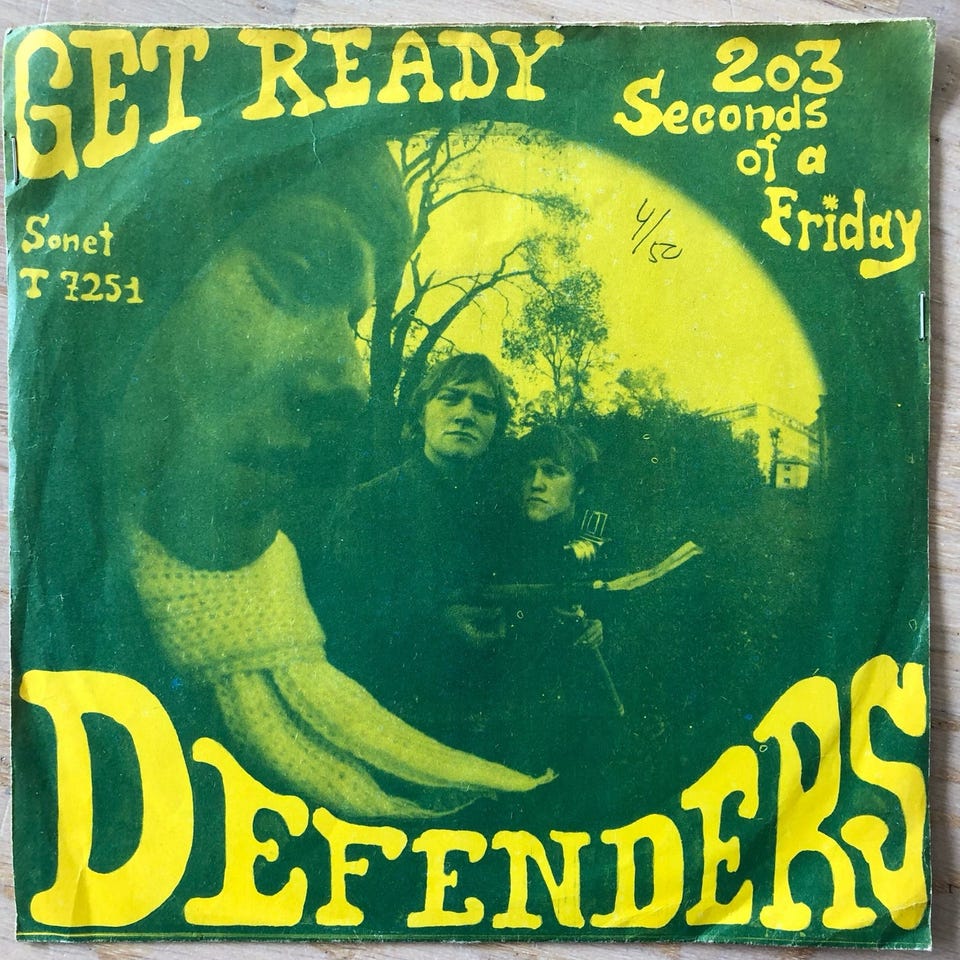 GET READY
203
Seconds
of a
Friday
Sonet
T 7251
4/50
DEFENDERS